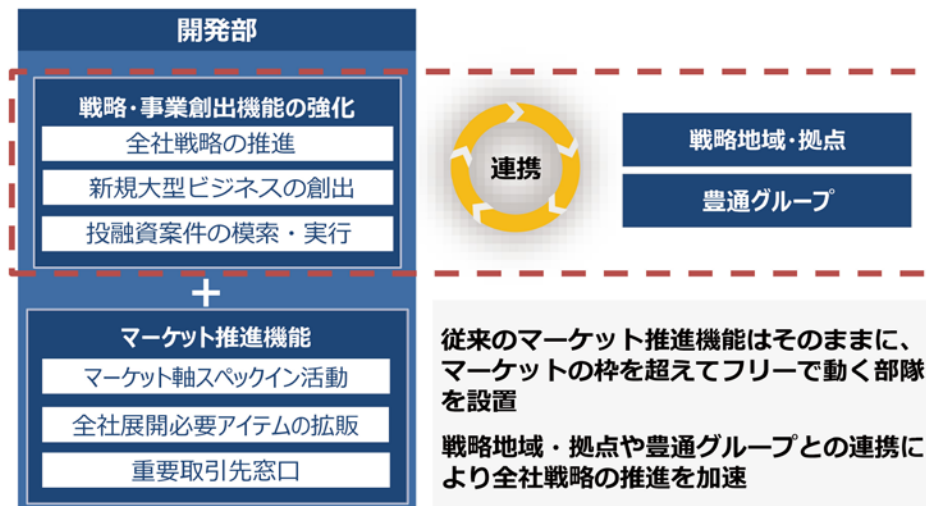 開発部
戦略・事業創出機能の強化
全社戦略の推進
新規大型ビジネスの創出
投融資案件の模索・実行
連携
戦略地域・拠点
豊通グループ
+
マーケット推進機能
マーケット軸スペックイン活動
全社展開必要アイテムの拡販
重要取引先窓口
従来のマーケット推進機能はそのままに、
マーケットの枠を超えてフリーで動く部隊
を設置
戦略地域・拠点や豊通グループとの連携に
より全社戦略の推進を加速